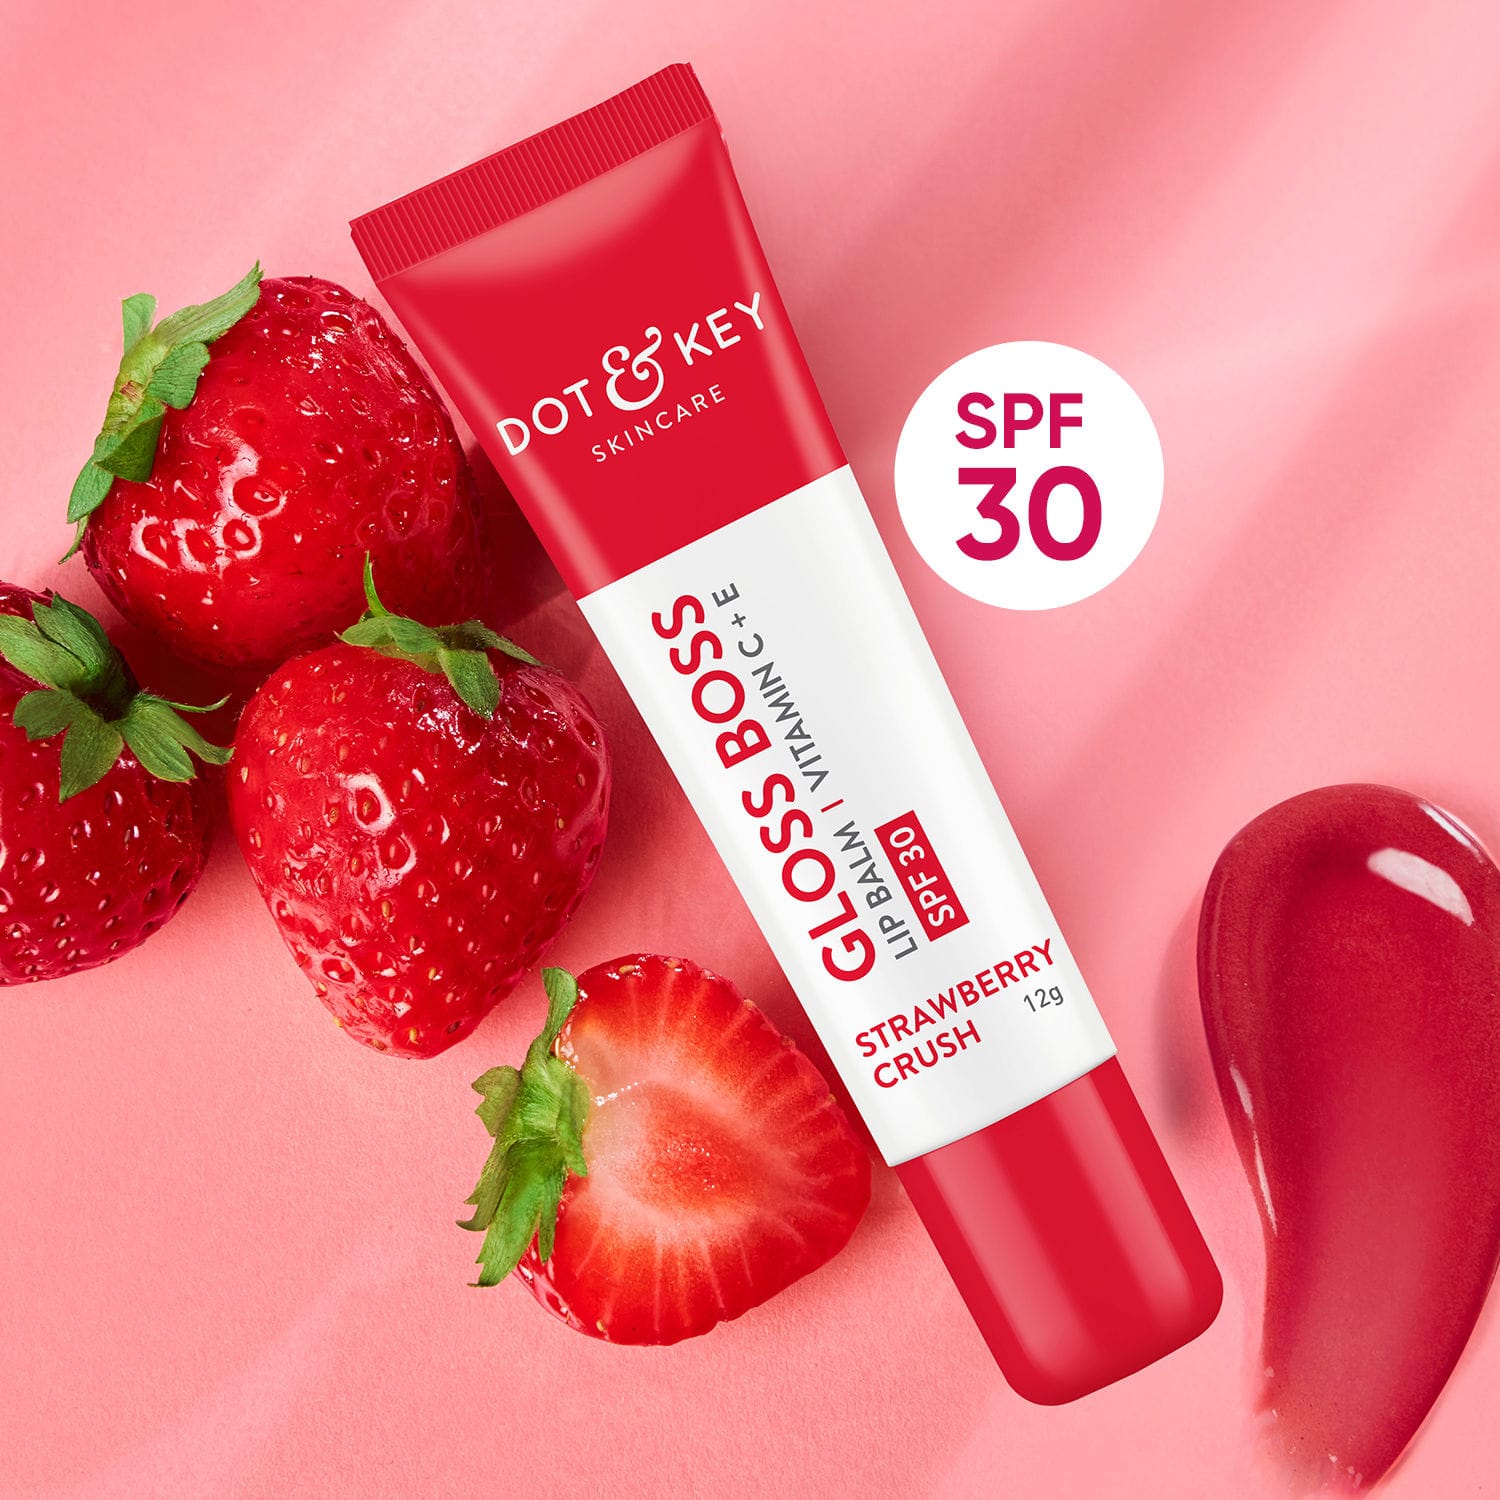 DOT & KEY
SKINCARE
GLOSS BOSS
LIP BALM | VITAMIN C + E
SPF 30
STRAWBERRY
CRUSH
12g
SPF
30